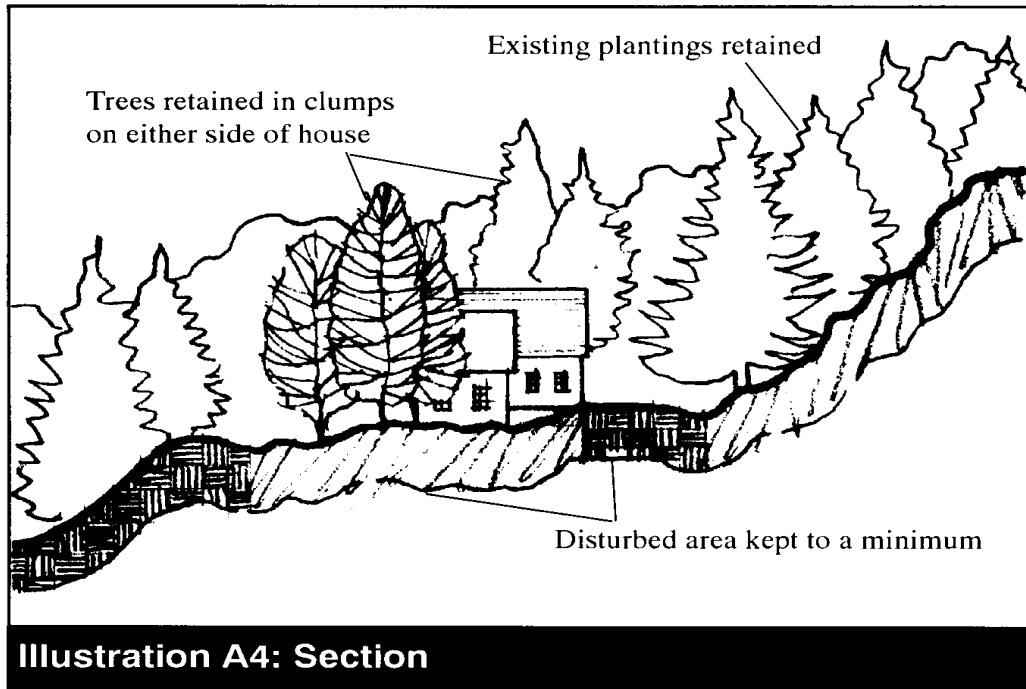 Existing plantings retained
Trees retained in clumps
on either side of house
Disturbed area kept to a minimum
Illustration A4: Section